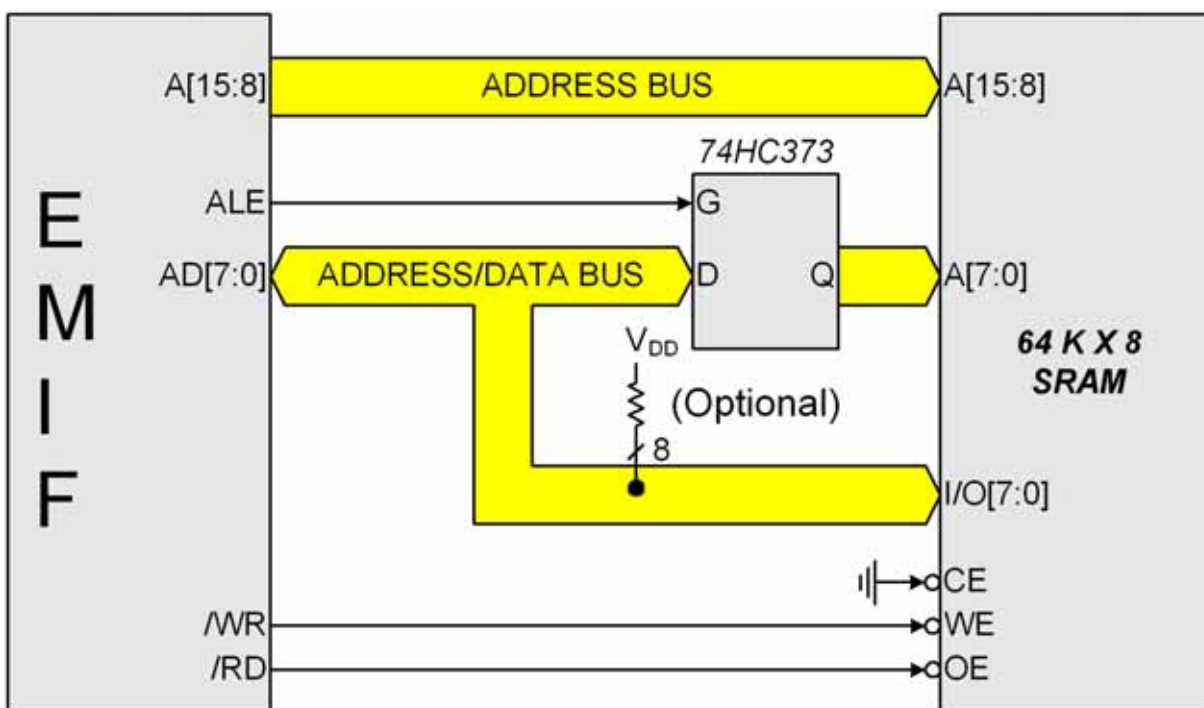 A[15:8]
ADDRESS BUS
A[15:8]
74HC373
ALE
G
E
M
I
F
AD[7:0]
ADDRESS/DATA BUS
D
Q
A[7:0]
VDD
(Optional)
8
64 K X 8
SRAM
I/O[7:0]
CE
/WR
WE
/RD
OE